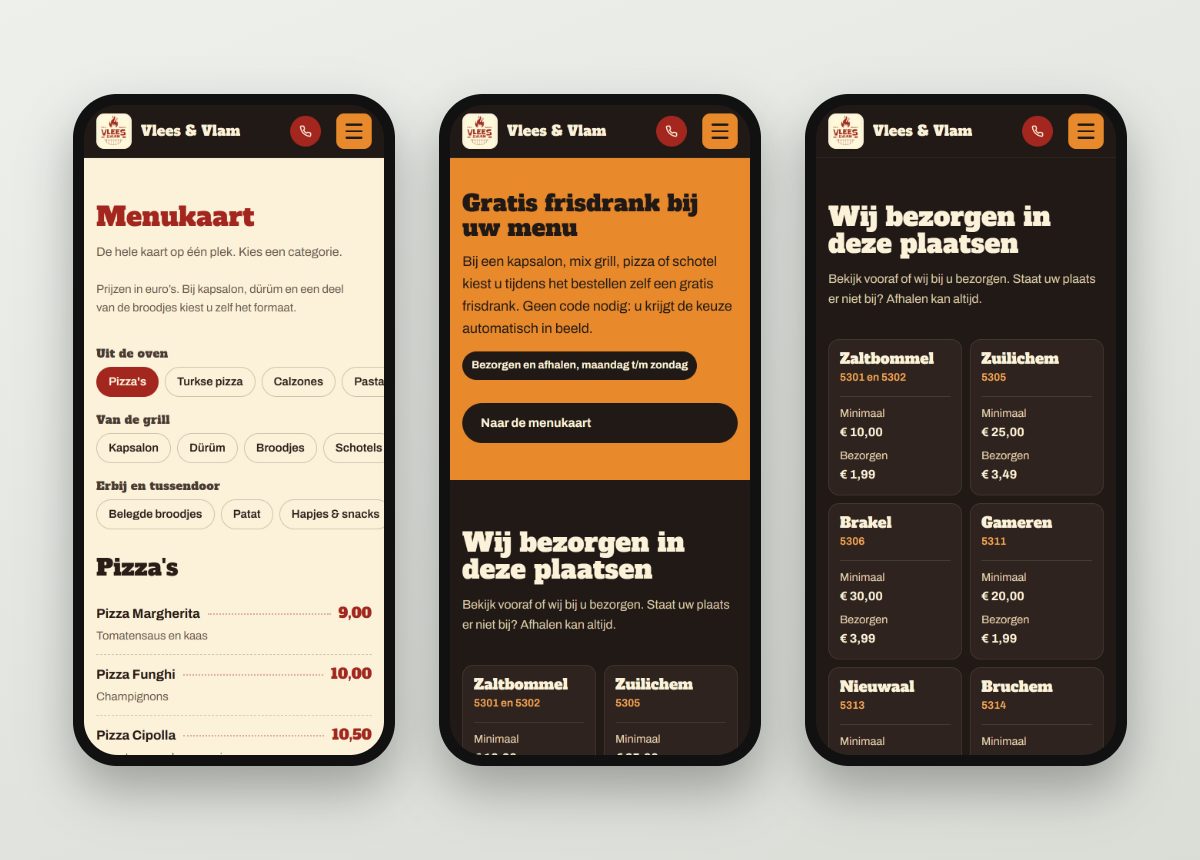 VLEES
Vlees & Vlam
Menukaart
De hele kaart op één plek. Kies een categorie.
Prijzen in euro's. Bij kapsalon, dürüm en een deel
van de broodjes kiest u zelf het formaat.
Uit de oven
Pizza's
Turkse pizza
Calzones
Pasta
Van de grill
Kapsalon
Dürüm
Broodjes
Schotels
Erbij en tussendoor
Belegde broodjes
Patat
Hapjes & snacks
Pizza's
Pizza Margherita 9,00
Tomatensaus en kaas
Pizza Funghi 10,00
Champignons
Pizza Cipolla 10,50
VLEES
Vlees & Vlam
Gratis frisdrank bij
uw menu
Bij een kapsalon, mix grill, pizza of schotel
kiest u tijdens het bestellen zelf een gratis
frisdrank. Geen code nodig: u krijgt de keuze
automatisch in beeld.
Bezorgen en afhalen, maandag t/m zondag
Naar de menukaart
Wij bezorgen in
deze plaatsen
Bekijk vooraf of wij bij u bezorgen. Staat uw plaats
er niet bij? Afhalen kan altijd.
Zaltbommel
5301 en 5302
Minimaal
Zuilichem
5305
Minimaal
VLEES
Vlees & Vlam
Wij bezorgen in
deze plaatsen
Bekijk vooraf of wij bij u bezorgen. Staat uw plaats
er niet bij? Afhalen kan altijd.
Zaltbommel
5301 en 5302
Minimaal
€ 10,00
Bezorgen
€ 1,99
Zuilichem
5305
Minimaal
€ 25,00
Bezorgen
€ 3,49
Brakel
5306
Minimaal
€ 30,00
Bezorgen
€ 3,99
Gameren
5311
Minimaal
€ 20,00
Bezorgen
€ 1,99
Nieuwaal
5313
Minimaal
Bruchem
5314
Minimaal